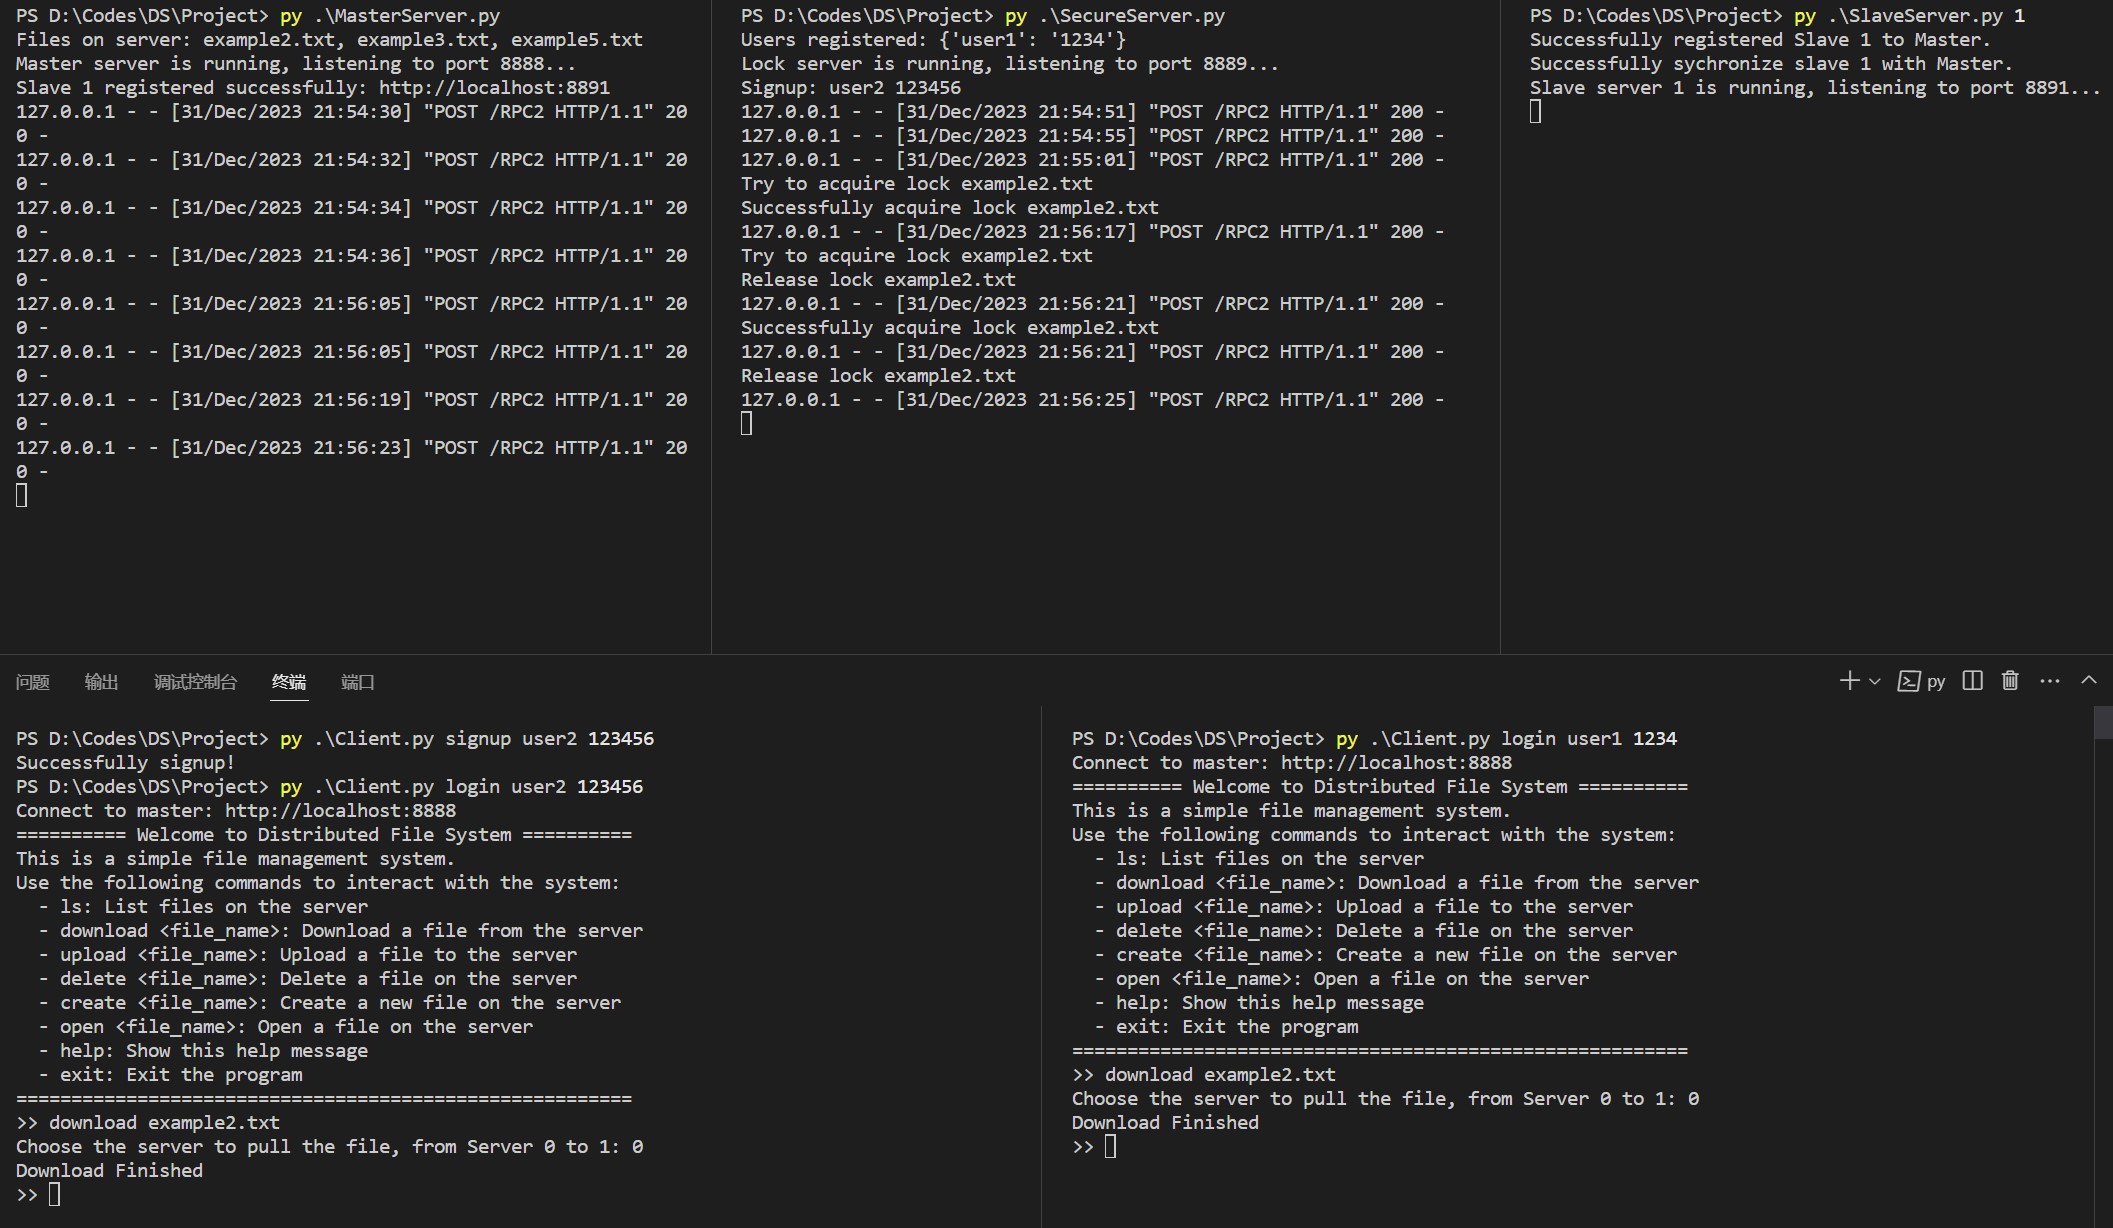 PS D:\Codes\DS\Project> py .\MasterServer.py
Files on server: example2.txt, example3.txt, example5.txt
Master server is running, listening to port 8888...
Slave 1 registered successfully: http://localhost:8891
127.0.0.1 - - [31/Dec/2023 21:54:30] "POST /RPC2 HTTP/1.1" 20
0 -
127.0.0.1 - - [31/Dec/2023 21:54:32] "POST /RPC2 HTTP/1.1" 20
0 -
127.0.0.1 - - [31/Dec/2023 21:54:34] "POST /RPC2 HTTP/1.1" 20
0 -
127.0.0.1 - - [31/Dec/2023 21:54:36] "POST /RPC2 HTTP/1.1" 20
0 -
127.0.0.1 - - [31/Dec/2023 21:56:05] "POST /RPC2 HTTP/1.1" 20
0 -
127.0.0.1 - - [31/Dec/2023 21:56:05] "POST /RPC2 HTTP/1.1" 20
0 -
127.0.0.1 - - [31/Dec/2023 21:56:19] "POST /RPC2 HTTP/1.1" 20
0 -
127.0.0.1 - - [31/Dec/2023 21:56:23] "POST /RPC2 HTTP/1.1" 20
0 -
PS D:\Codes\DS\Project> py .\SecureServer.py
Users registered: {'user1': '1234'}
Lock server is running, listening to port 8889...
Signup: user2 123456
127.0.0.1 - - [31/Dec/2023 21:54:51] "POST /RPC2 HTTP/1.1" 200 -
127.0.0.1 - - [31/Dec/2023 21:54:55] "POST /RPC2 HTTP/1.1" 200 -
127.0.0.1 - - [31/Dec/2023 21:55:01] "POST /RPC2 HTTP/1.1" 200 -
Try to acquire lock example2.txt
Successfully acquire lock example2.txt
127.0.0.1 - - [31/Dec/2023 21:56:17] "POST /RPC2 HTTP/1.1" 200 -
Try to acquire lock example2.txt
Release lock example2.txt
127.0.0.1 - - [31/Dec/2023 21:56:21] "POST /RPC2 HTTP/1.1" 200 -
Successfully acquire lock example2.txt
127.0.0.1 - - [31/Dec/2023 21:56:21] "POST /RPC2 HTTP/1.1" 200 -
Release lock example2.txt
127.0.0.1 - - [31/Dec/2023 21:56:25] "POST /RPC2 HTTP/1.1" 200 -
PS D:\Codes\DS\Project> py .\SlaveServer.py 1
Successfully registered Slave 1 to Master.
Successfully sychronize slave 1 with Master.
Slave server 1 is running, listening to port 8891...
问题 输出 调试控制台 终端 端口 py
PS D:\Codes\DS\Project> py .\Client.py signup user2 123456
Successfully signup!
PS D:\Codes\DS\Project> py .\Client.py login user2 123456
Connect to master: http://localhost:8888
========== Welcome to Distributed File System ==========
This is a simple file management system.
Use the following commands to interact with the system:
- ls: List files on the server
- download <file_name>: Download a file from the server
- upload <file_name>: Upload a file to the server
- delete <file_name>: Delete a file on the server
- create <file_name>: Create a new file on the server
- open <file_name>: Open a file on the server
- help: Show this help message
- exit: Exit the program
========================================================
>> download example2.txt
Choose the server to pull the file, from Server 0 to 1: 0
Download Finished
>>
PS D:\Codes\DS\Project> py .\Client.py login user1 1234
Connect to master: http://localhost:8888
========== Welcome to Distributed File System ==========
This is a simple file management system.
Use the following commands to interact with the system:
- ls: List files on the server
- download <file_name>: Download a file from the server
- upload <file_name>: Upload a file to the server
- delete <file_name>: Delete a file on the server
- create <file_name>: Create a new file on the server
- open <file_name>: Open a file on the server
- help: Show this help message
- exit: Exit the program
========================================================
>> download example2.txt
Choose the server to pull the file, from Server 0 to 1: 0
Download Finished
>>